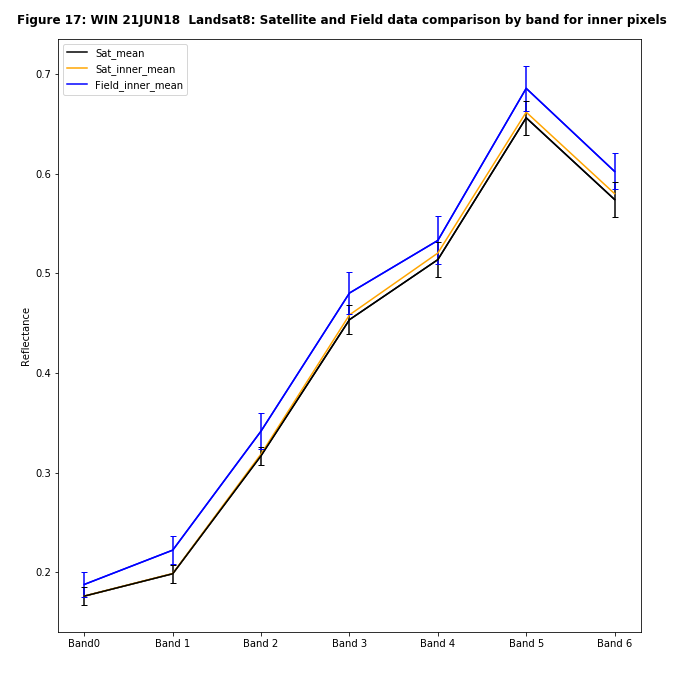 Figure 17: WIN 21JUN18  Landsat8: Satellite and Field data comparison by band for inner pixels
Sat_mean
Sat_inner_mean
Field_inner_mean
0.7
0.6
0.5
0.4
0.3
0.2
Reflectance
Band0 Band 1 Band 2 Band 3 Band 4 Band 5 Band 6